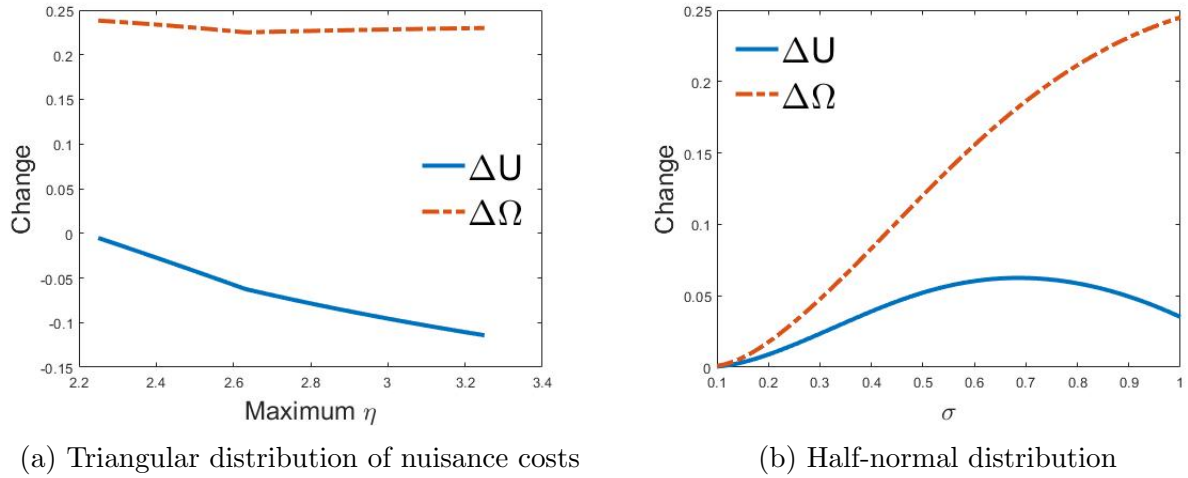 0.25
0.2
0.15
0.1
0.05
0
-0.05
-0.1
-0.15
Change
ΔU
ΔΩ
2.2 2.4 2.6 2.8 3 3.2 3.4
Maximum η
(a) Triangular distribution of nuisance costs
0.25
0.2
0.15
0.1
0.05
0
Change
ΔU
ΔΩ
0.1 0.2 0.3 0.4 0.5 0.6 0.7 0.8 0.9 1
σ
(b) Half-normal distribution